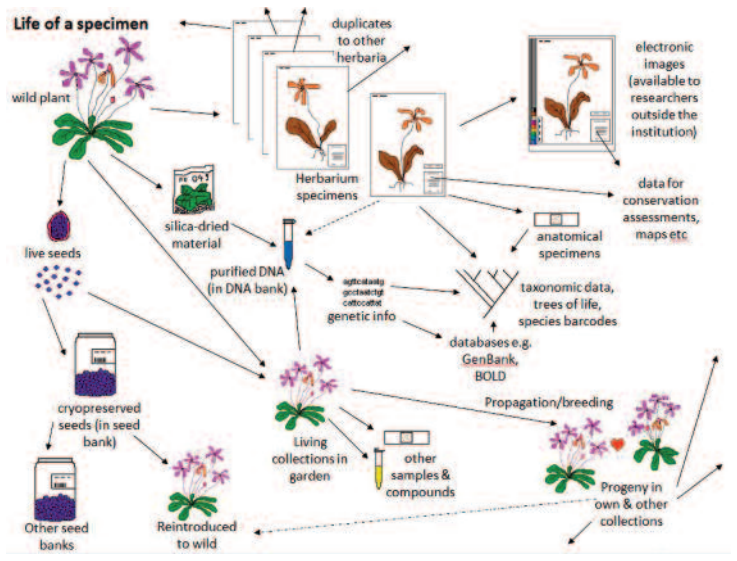 Life of a specimen
wild plant
duplicates
to other
herbaria
electronic
images
(available to
researchers
outside the
institution)
Herbarium
specimens
silica-dried
material
live seeds
data for
conservation
assessments,
maps etc
anatomical
specimens
purified DNA
(in DNA bank)
agttcataatg
gcctaatctgt
cattccattat
genetic info
taxonomic data,
trees of life,
species barcodes
databases e.g.
GenBank,
BOLD
cryopreserved
seeds (in seed
bank)
Living
collections in
garden
Propagation/breeding
other
samples &
compounds
Progeny in
own & other
collections
Other seed
banks
Reintroduced
to wild